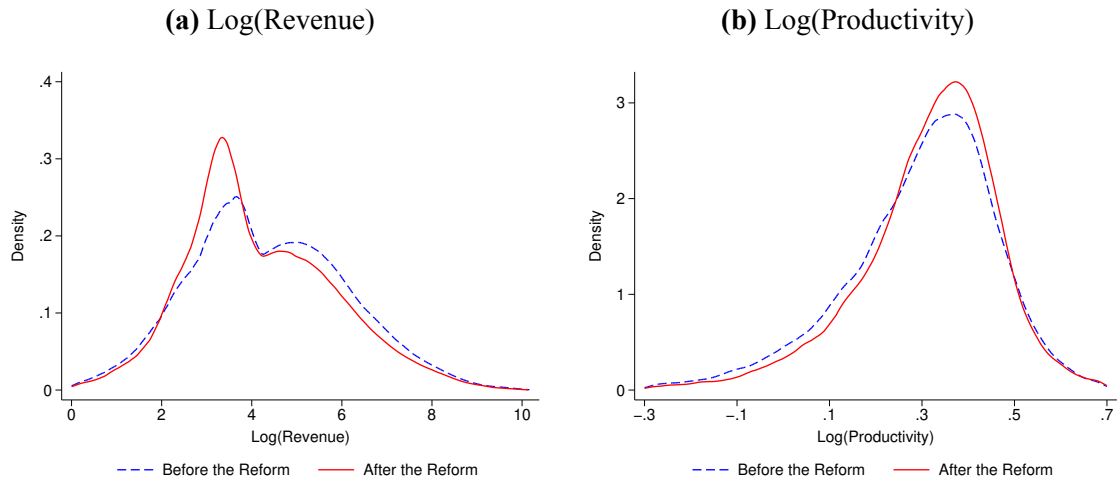 (a) Log(Revenue)
.4
.3
.2
.1
0
Density
0 2 4 6 8 10
Log(Revenue)
Before the Reform After the Reform
(b) Log(Productivity)
3
2
1
0
Density
-.3 -.1 .1 .3 .5 .7
Log(Productivity)
Before the Reform After the Reform